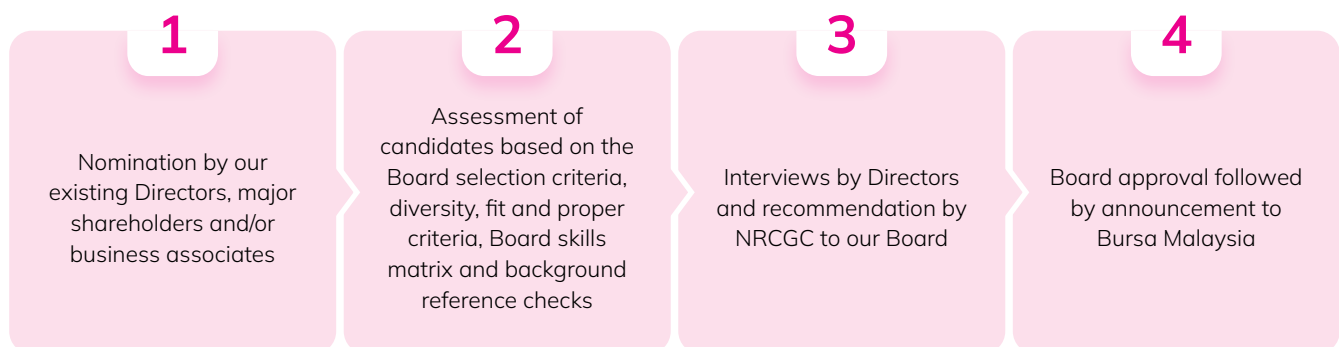 1
Nomination by our
existing Directors, major
shareholders and/or
business associates
2
Assessment of
candidates based on the
Board selection criteria,
diversity, fit and proper
criteria, Board skills
matrix and background
reference checks
3
Interviews by Directors
and recommendation by
NRCGC to our Board
4
Board approval followed
by announcement to
Bursa Malaysia